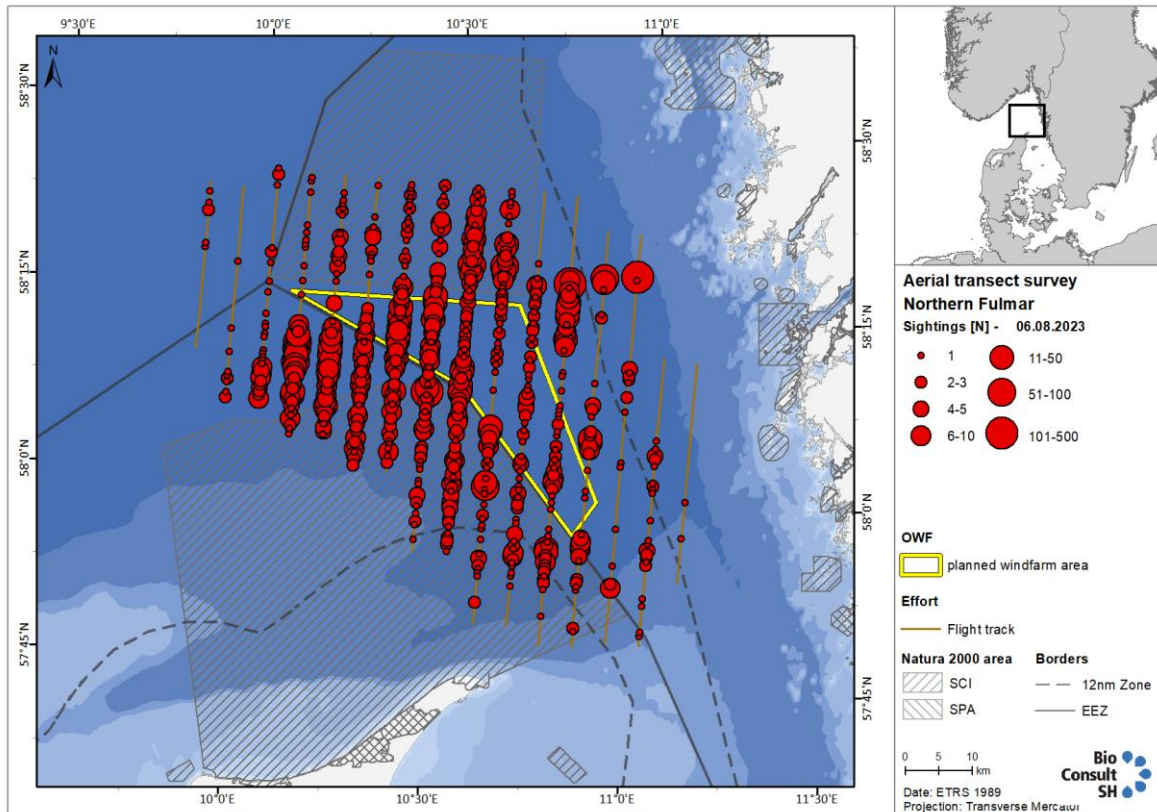 9°30'E 10°0'E 10°30'E 11°0'E
N
58°30'N
58°15'N
58°0'N
57°45'N
58°30'N
58°15'N
58°0'N
57°45'N
10°0'E 10°30'E 11°0'E 11°30'E
Aerial transect survey
Northern Fulmar
Sightings [N] - 06.08.2023
1 11-50
2-3 51-100
4-5 101-500
6-10
OWF
planned windfarm area
Effort
Flight track
Natura 2000 area Borders
SCI 12nm Zone
SPA EEZ
0 5 10
km
Bio
Consult
SH
Date: ETRS 1989
Projection: Transverse Mercator